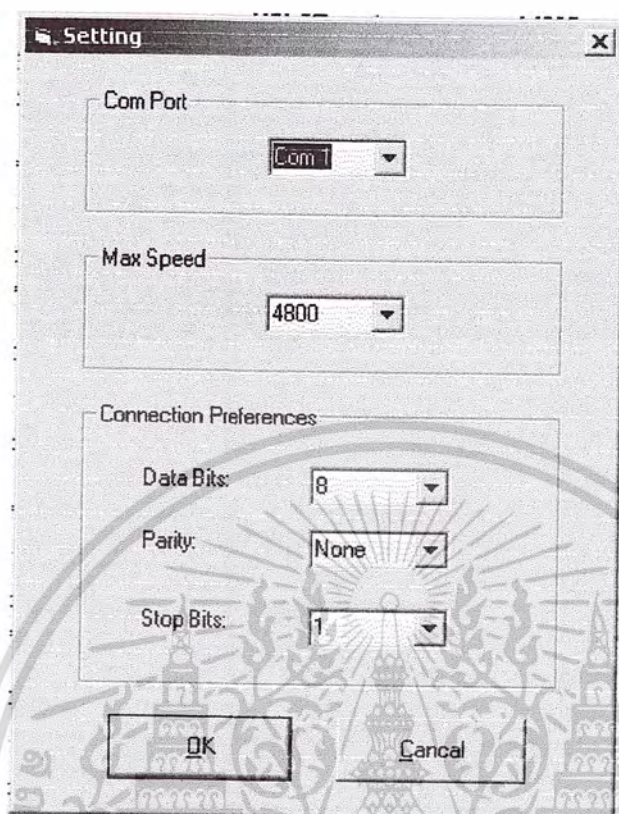 Setting
Com Port
Com 1
Max Speed
4800
Connection Preferences
Data Bits: 8
Parity: None
Stop Bits: 1
OK Cancal